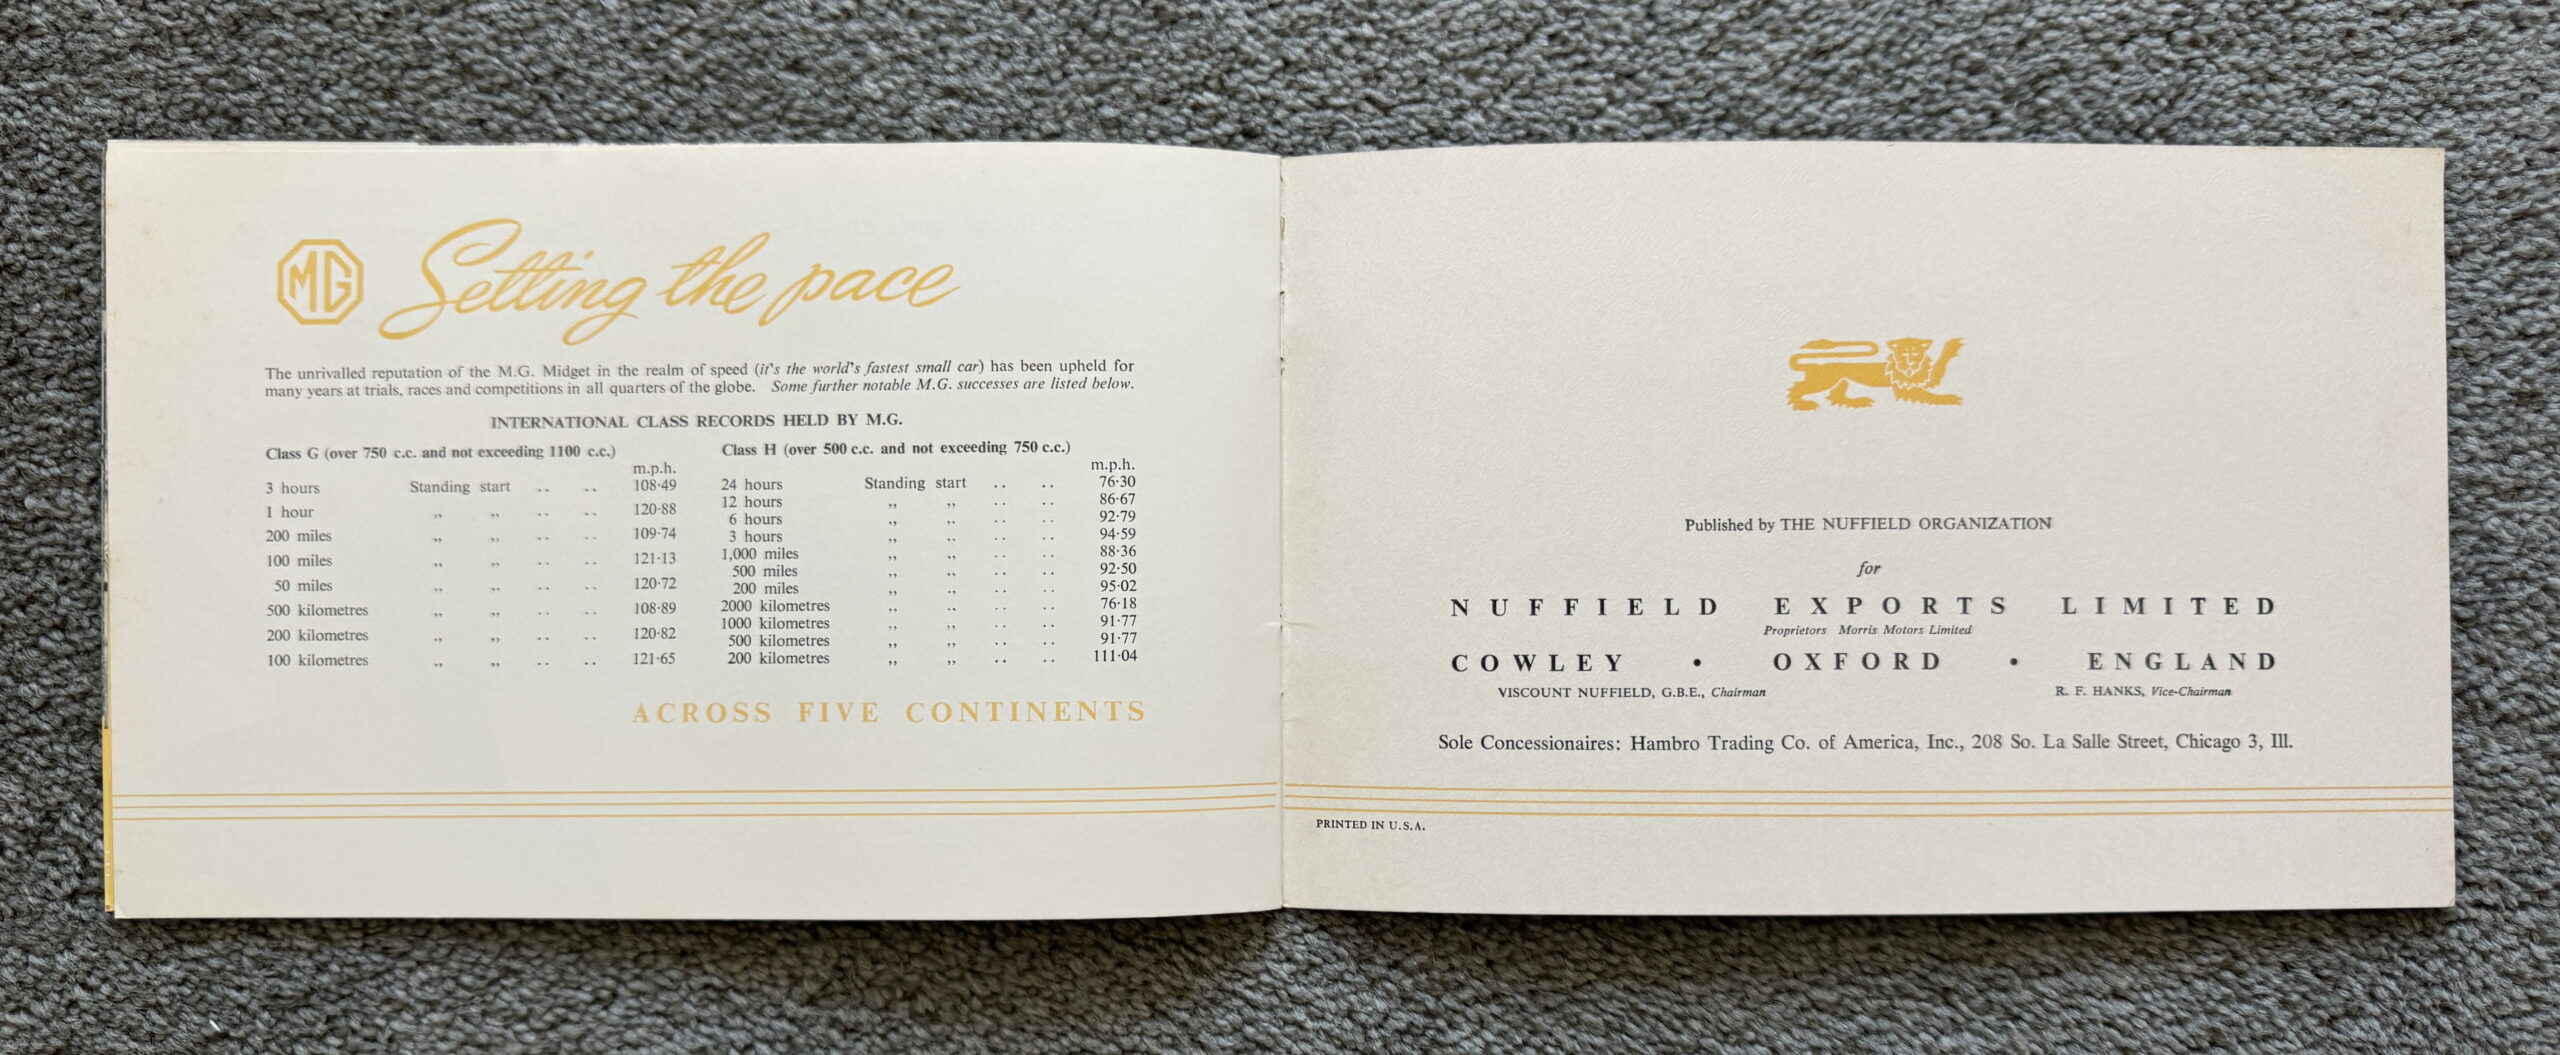 MG Setting the pace
The unrivalled reputation of the M.G. Midget in the realm of speed (it's the world's fastest small car) has been upheld for
many years at trials, races and competitions in all quarters of the globe. Some further notable M.G. successes are listed below.
INTERNATIONAL CLASS RECORDS HELD BY M.G.
Class G (over 750 c.c. and not exceeding 1100 c.c.)
m.p.h.
3 hours Standing start .. .. 108·49
1 hour ,, ,, .. .. 120·88
200 miles ,, ,, .. .. 109·74
100 miles ,, ,, .. .. 121·13
50 miles ,, ,, .. .. 120·72
500 kilometres ,, ,, .. .. 108·89
200 kilometres ,, ,, .. .. 120·82
100 kilometres ,, ,, .. .. 121·65
Class H (over 500 c.c. and not exceeding 750 c.c.)
m.p.h.
24 hours Standing start .. .. 76·30
12 hours ,, ,, .. .. 86·67
6 hours ,, ,, .. .. 92·79
3 hours ,, ,, .. .. 94·59
1,000 miles ,, ,, .. .. 88·36
500 miles ,, ,, .. .. 92·50
200 miles ,, ,, .. .. 95·02
2000 kilometres ,, ,, .. .. 76·18
1000 kilometres ,, ,, .. .. 91·77
500 kilometres ,, ,, .. .. 91·77
200 kilometres ,, ,, .. .. 111·04
ACROSS FIVE CONTINENTS
Published by THE NUFFIELD ORGANIZATION
for
NUFFIELD EXPORTS LIMITED
Proprietors Morris Motors Limited
COWLEY • OXFORD • ENGLAND
VISCOUNT NUFFIELD, G.B.E., Chairman R. F. HANKS, Vice-Chairman
Sole Concessionaires: Hambro Trading Co. of America, Inc., 208 So. La Salle Street, Chicago 3, Ill.
PRINTED IN U.S.A.